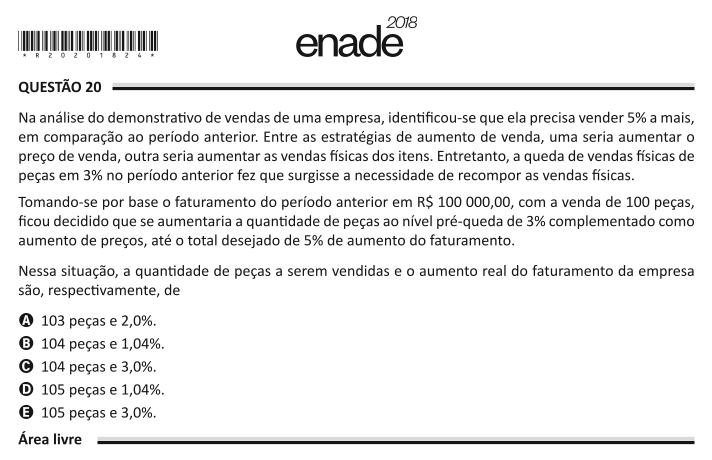 2018
enade
* R 2 0 2 0 1 8 2 4 *
QUESTÃO 20
Na análise do demonstrativo de vendas de uma empresa, identificou-se que ela precisa vender 5% a mais,
em comparação ao período anterior. Entre as estratégias de aumento de venda, uma seria aumentar o
preço de venda, outra seria aumentar as vendas físicas dos itens. Entretanto, a queda de vendas físicas de
peças em 3% no período anterior fez que surgisse a necessidade de recompor as vendas físicas.
Tomando-se por base o faturamento do período anterior em R$ 100 000,00, com a venda de 100 peças,
ficou decidido que se aumentaria a quantidade de peças ao nível pré-queda de 3% complementado como
aumento de preços, até o total desejado de 5% de aumento do faturamento.
Nessa situação, a quantidade de peças a serem vendidas e o aumento real do faturamento da empresa
são, respectivamente, de
A 103 peças e 2,0%.
B 104 peças e 1,04%.
C 104 peças e 3,0%.
D 105 peças e 1,04%.
E 105 peças e 3,0%.
Área livre